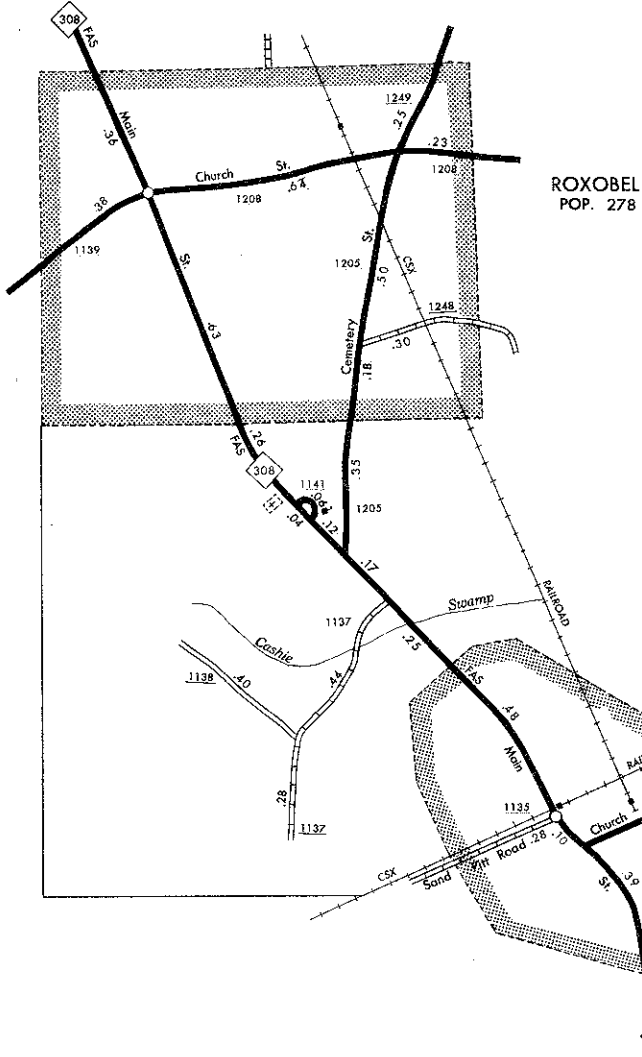 308
FAS
Main
.36
1249
.25
.23
1208
Church St.
.64
1208
ROXOBEL
POP. 278
.38
1139
St.
1205
St.
.50
CSX
1248
.30
Cemetery
.18
.63
.26
FAS
308
1141
.06
.35
1205
.04
.12
.17
RAILROAD
1137
Cashie Swamp
.25
1138
.40
.44
FAS
.48
Main
.28
1137
1135
.10
Church
CSX
Sand Pitt Road .28
St.
.39